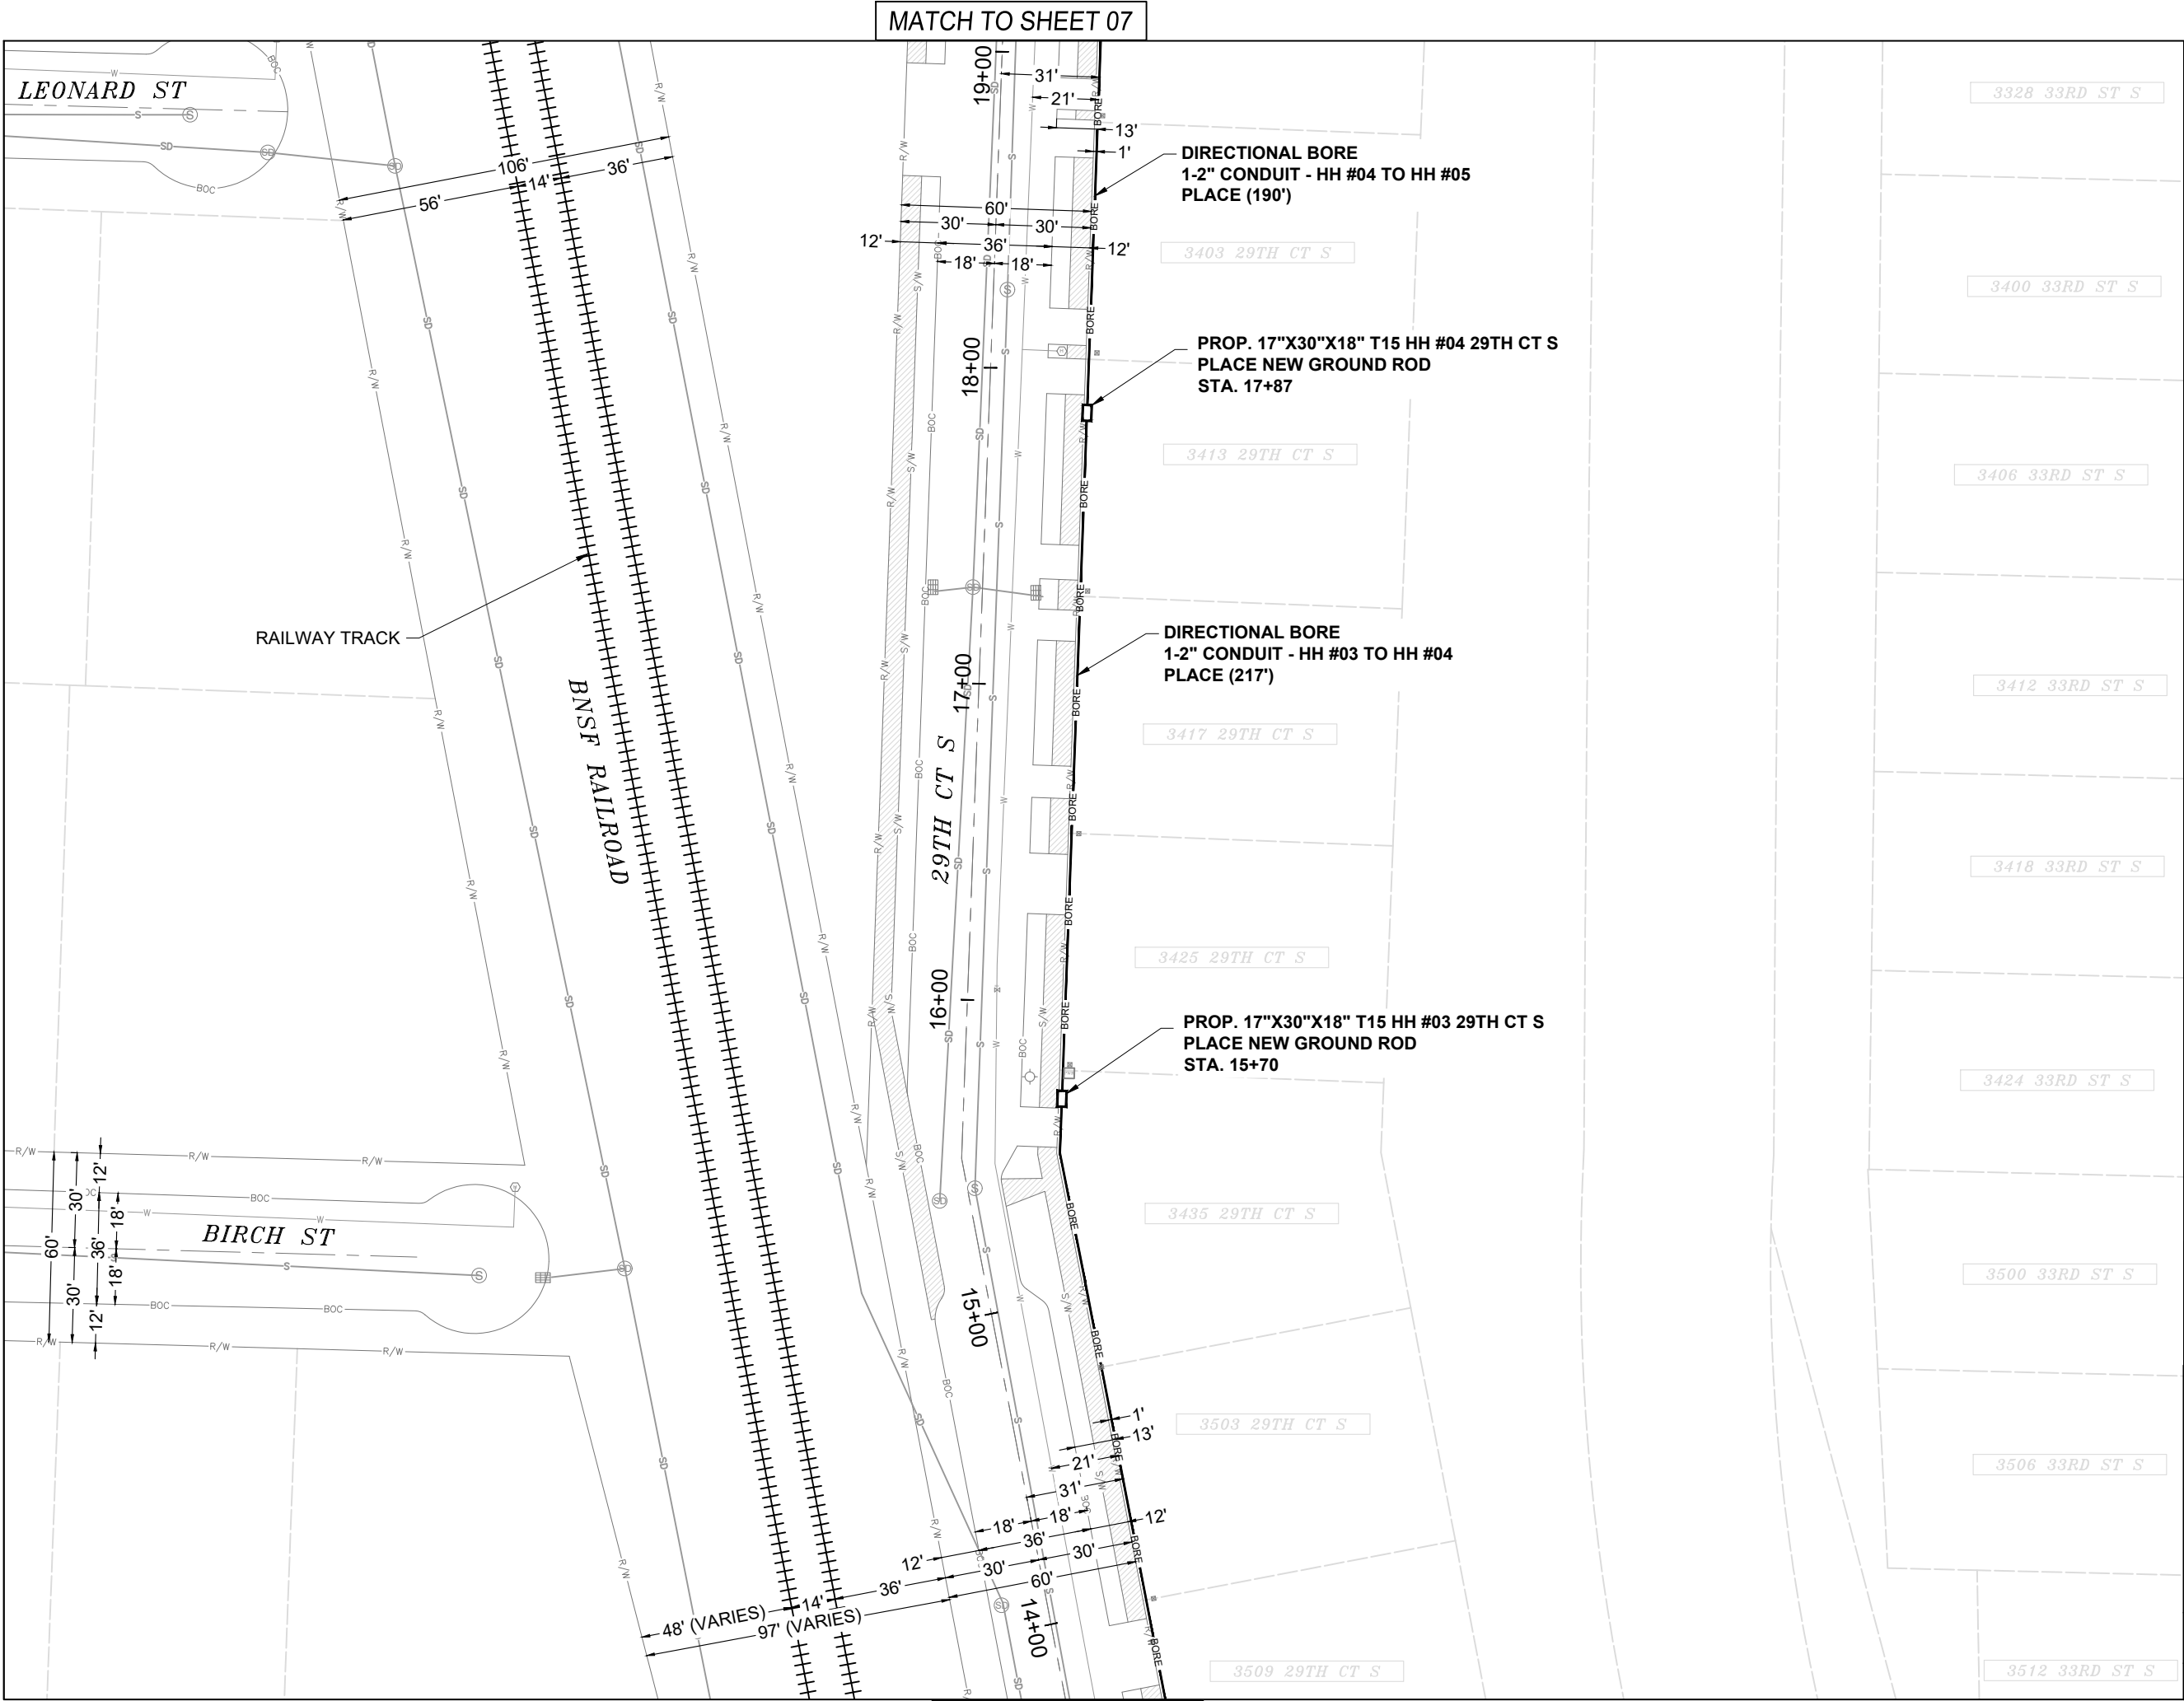 MATCH TO SHEET 07
LEONARD ST
106'
14'
36'
56'
19+00
31'
21'
13'
1'
DIRECTIONAL BORE
1-2" CONDUIT - HH #04 TO HH #05
PLACE (190')
60'
30'
30'
12'
36'
12'
18'
18'
3328 33RD ST S
3403 29TH CT S
3400 33RD ST S
18+00
PROP. 17"X30"X18" T15 HH #04 29TH CT S
PLACE NEW GROUND ROD
STA. 17+87
3413 29TH CT S
3406 33RD ST S
RAILWAY TRACK
BNSF RAILROAD
17+00
DIRECTIONAL BORE
1-2" CONDUIT - HH #03 TO HH #04
PLACE (217')
3412 33RD ST S
3417 29TH CT S
29TH CT S
3418 33RD ST S
3425 29TH CT S
16+00
PROP. 17"X30"X18" T15 HH #03 29TH CT S
PLACE NEW GROUND ROD
STA. 15+70
3424 33RD ST S
3435 29TH CT S
BIRCH ST
60'
30'
30'
12'
36'
12'
18'
18'
3500 33RD ST S
15+00
3503 29TH CT S
3506 33RD ST S
1'
13'
21'
31'
18'
18'
12'
36'
12'
30'
30'
36'
60'
14'
48' (VARIES)
97' (VARIES)
14+00
3509 29TH CT S
3512 33RD ST S
R/W
BOC
SD
S
W
S/W
BORE